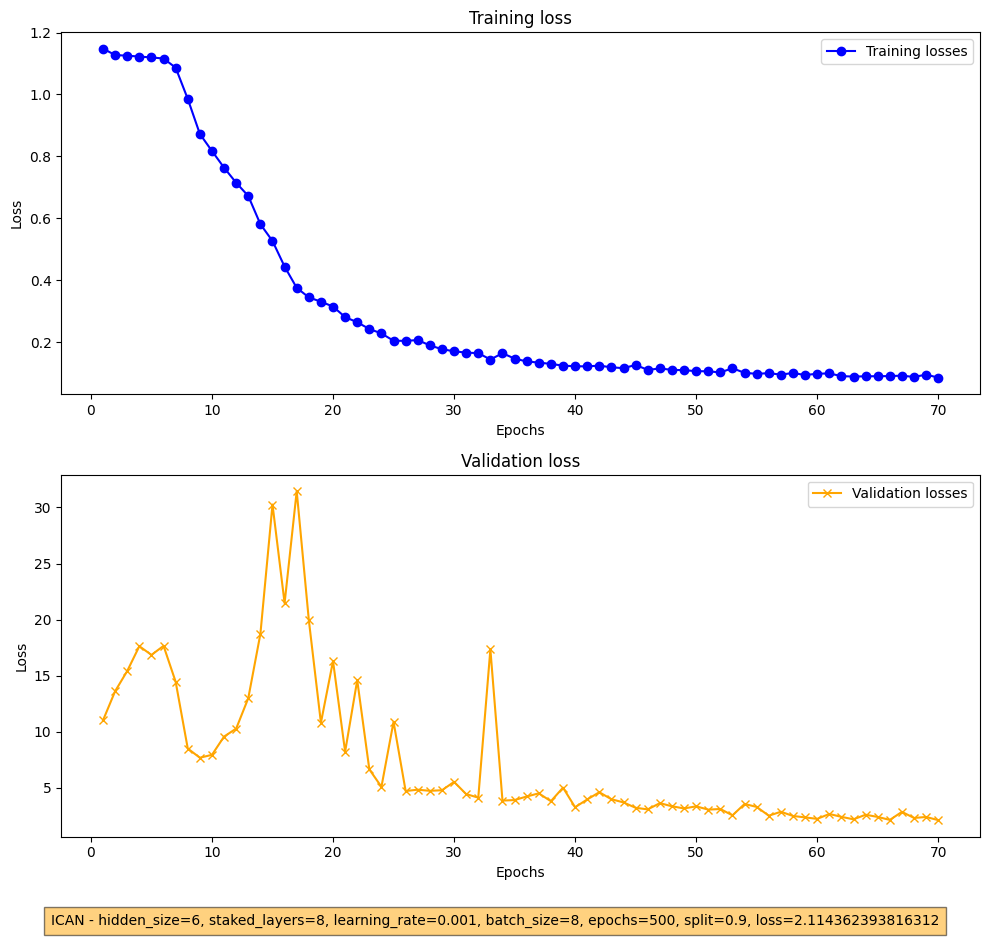 Training loss
Training losses
1.2
1.0
0.8
0.6
0.4
0.2
Loss
0 10 20 30 40 50 60 70
Epochs
Validation loss
Validation losses
30
25
20
15
10
5
Loss
0 10 20 30 40 50 60 70
Epochs
ICAN - hidden_size=6, staked_layers=8, learning_rate=0.001, batch_size=8, epochs=500, split=0.9, loss=2.114362393816312